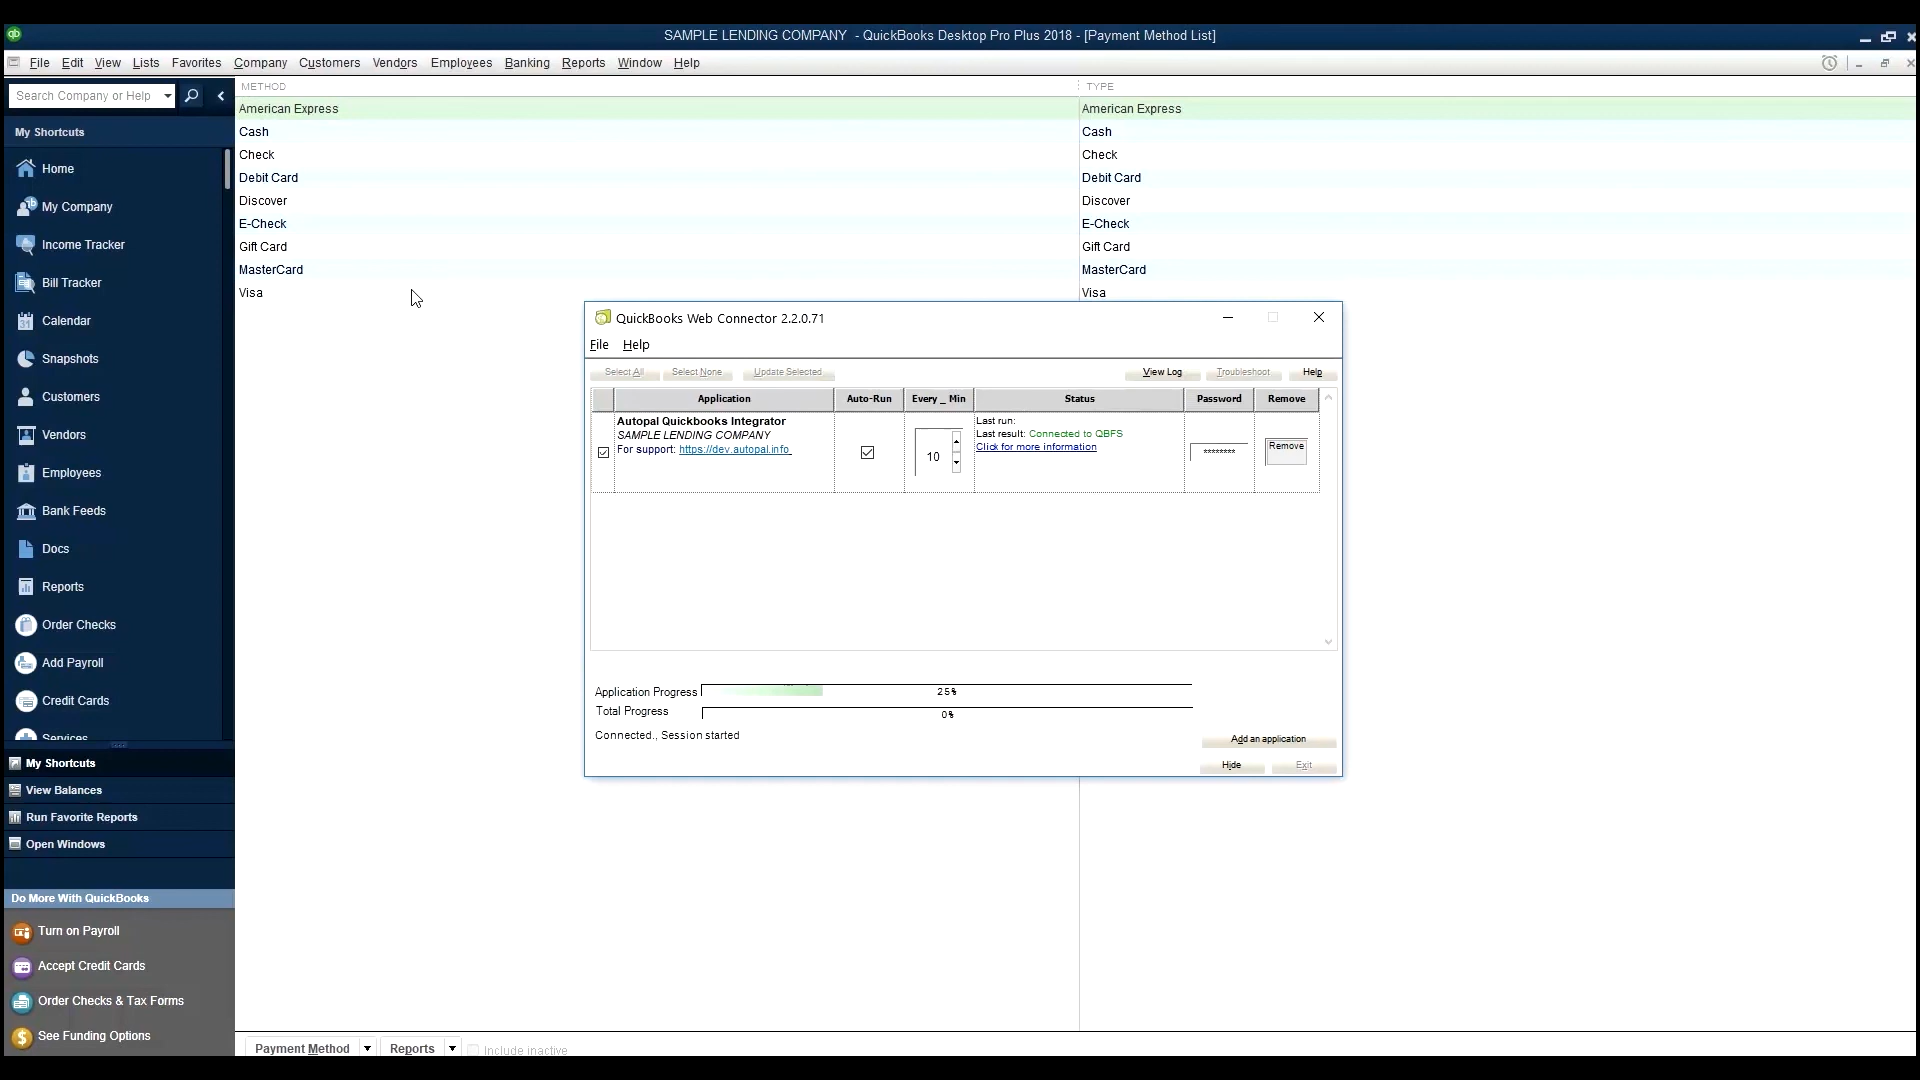 SAMPLE LENDING COMPANY - QuickBooks Desktop Pro Plus 2018 - [Payment Method List]
File Edit View Lists Favorites Company Customers Vendors Employees Banking Reports Window Help
Search Company or Help
My Shortcuts
Home
My Company
Income Tracker
Bill Tracker
Calendar
Snapshots
Customers
Vendors
Employees
Bank Feeds
Docs
Reports
Order Checks
Add Payroll
Credit Cards
Services
My Shortcuts
View Balances
Run Favorite Reports
Open Windows
Do More With QuickBooks
Turn on Payroll
Accept Credit Cards
Order Checks & Tax Forms
See Funding Options
METHOD TYPE
American Express American Express
Cash Cash
Check Check
Debit Card Debit Card
Discover Discover
E-Check E-Check
Gift Card Gift Card
MasterCard MasterCard
Visa Visa
QuickBooks Web Connector 2.2.0.71
File Help
Select All Select None Update Selected View Log Troubleshoot Help
Application Auto-Run Every _ Min Status Password Remove
Autopal Quickbooks Integrator
SAMPLE LENDING COMPANY
For support: https://dev.autopal.info
10
Last run:
Last result: Connected to QBFS
Click for more information
********
Remove
Application Progress 25%
Total Progress 0%
Connected., Session started
Add an application
Hide Exit
Payment Method Reports Include inactive